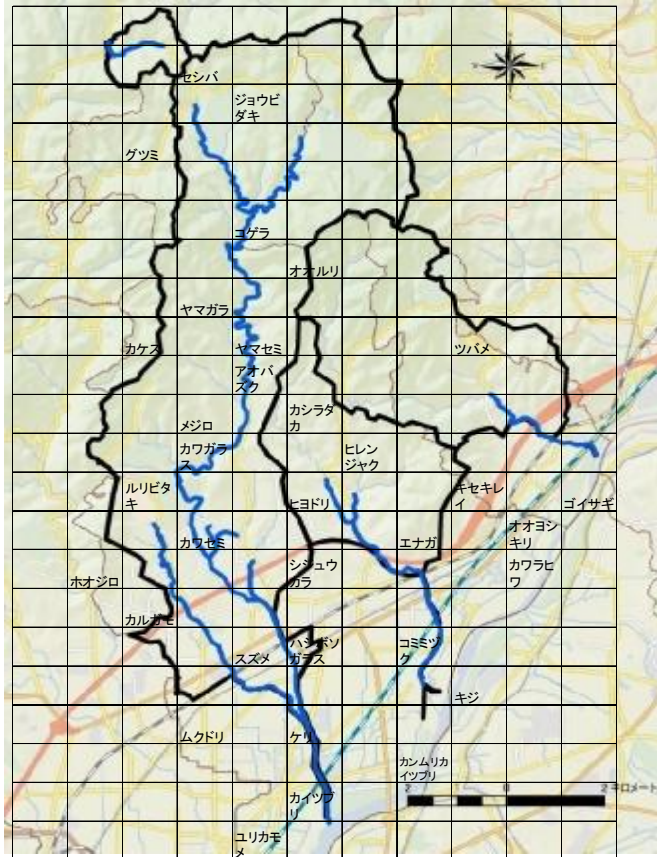 セシバ
ジョウビ
ダキ
グツミ
コゲラ
オオルリ
ヤマガラ
カケス
ヤマセミ
ツバメ
アオバ
ズク
カシラダ
カ
メジロ
カワガラ
ス
ヒレン
ジャク
ルリビタ
キ
ヒヨドリ
キセキレ
イ
ゴイサギ
オオヨシ
キリ
カワセミ
エナガ
シジュウ
カラ
カワラヒ
ワ
ホオジロ
カルガモ
ハシボソ
ガラス
コミミズ
ク
スズメ
キジ
ムクドリ
ケリ
カンムリカ
イツブリ
2
0
2 キロメート
カイツブ
リ
ユリカモ
メ